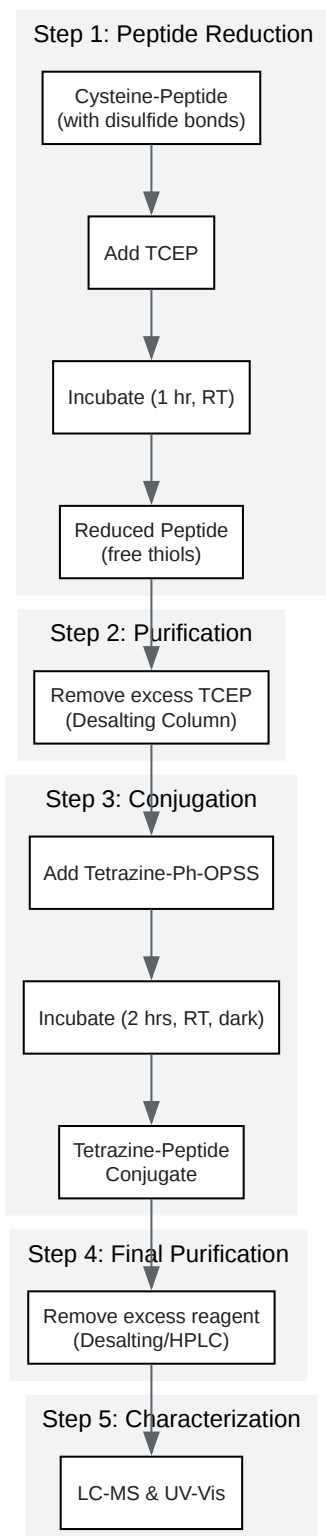 Step 1: Peptide Reduction
Cysteine-Peptide
(with disulfide bonds)
Add TCEP
Incubate (1 hr, RT)
Reduced Peptide
(free thiols)
Step 2: Purification
Remove excess TCEP
(Desalting Column)
Step 3: Conjugation
Add Tetrazine-Ph-OPSS
Incubate (2 hrs, RT, dark)
Tetrazine-Peptide
Conjugate
Step 4: Final Purification
Remove excess reagent
(Desalting/HPLC)
Step 5: Characterization
LC-MS & UV-Vis